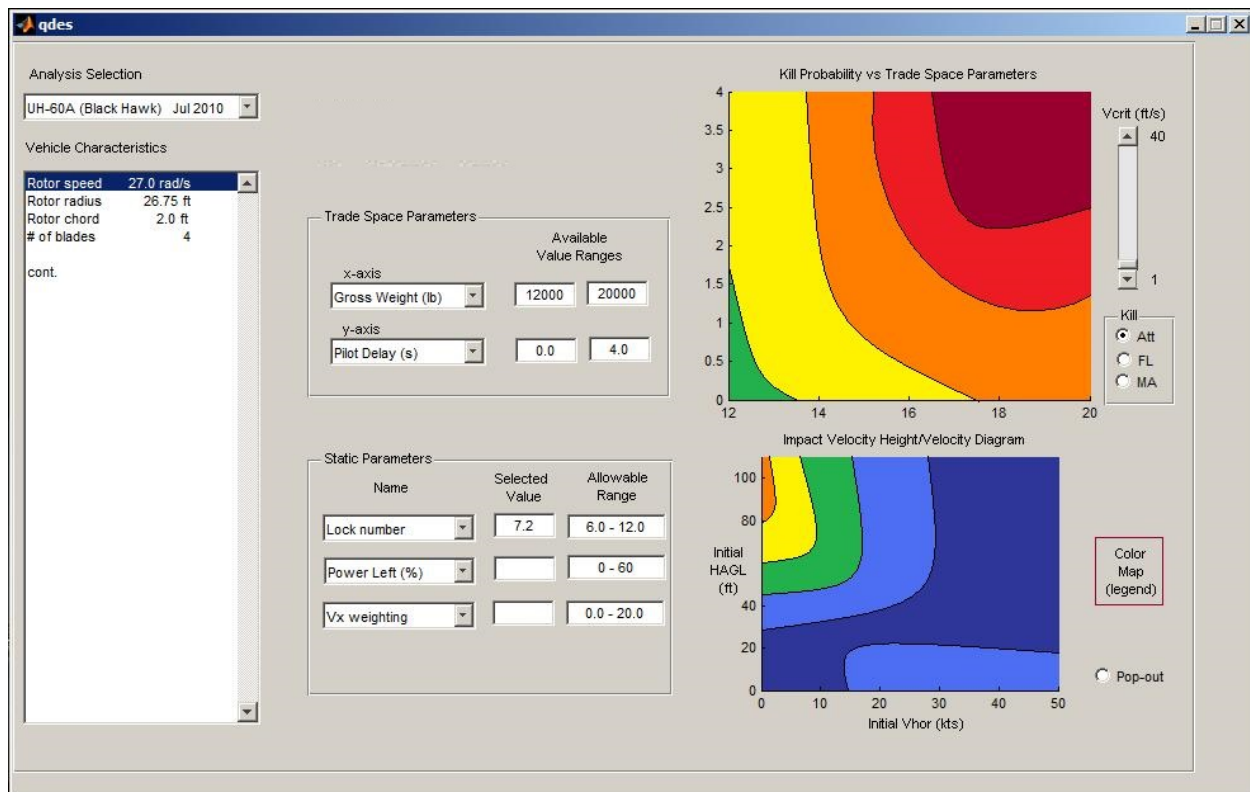 qdes
Analysis Selection
UH-60A (Black Hawk) Jul 2010
Vehicle Characteristics
Rotor speed 27.0 rad/s
Rotor radius 26.75 ft
Rotor chord 2.0 ft
# of blades 4
cont.
Trade Space Parameters
Available
Value Ranges
x-axis
Gross Weight (lb) 12000 20000
y-axis
Pilot Delay (s) 0.0 4.0
Static Parameters
Name
Selected
Value
Allowable
Range
Lock number 7.2 6.0 - 12.0
Power Left (%) 0 - 60
Vx weighting 0.0 - 20.0
Kill Probability vs Trade Space Parameters
4
3.5
3
2.5
2
1.5
1
0.5
0
12 14 16 18 20
Vcrit (ft/s)
40
1
Kill
Att
FL
MA
Impact Velocity Height/Velocity Diagram
100
80
60
40
20
0
Initial
HAGL
(ft)
0 10 20 30 40 50
Initial Vhor (kts)
Color
Map
(legend)
Pop-out